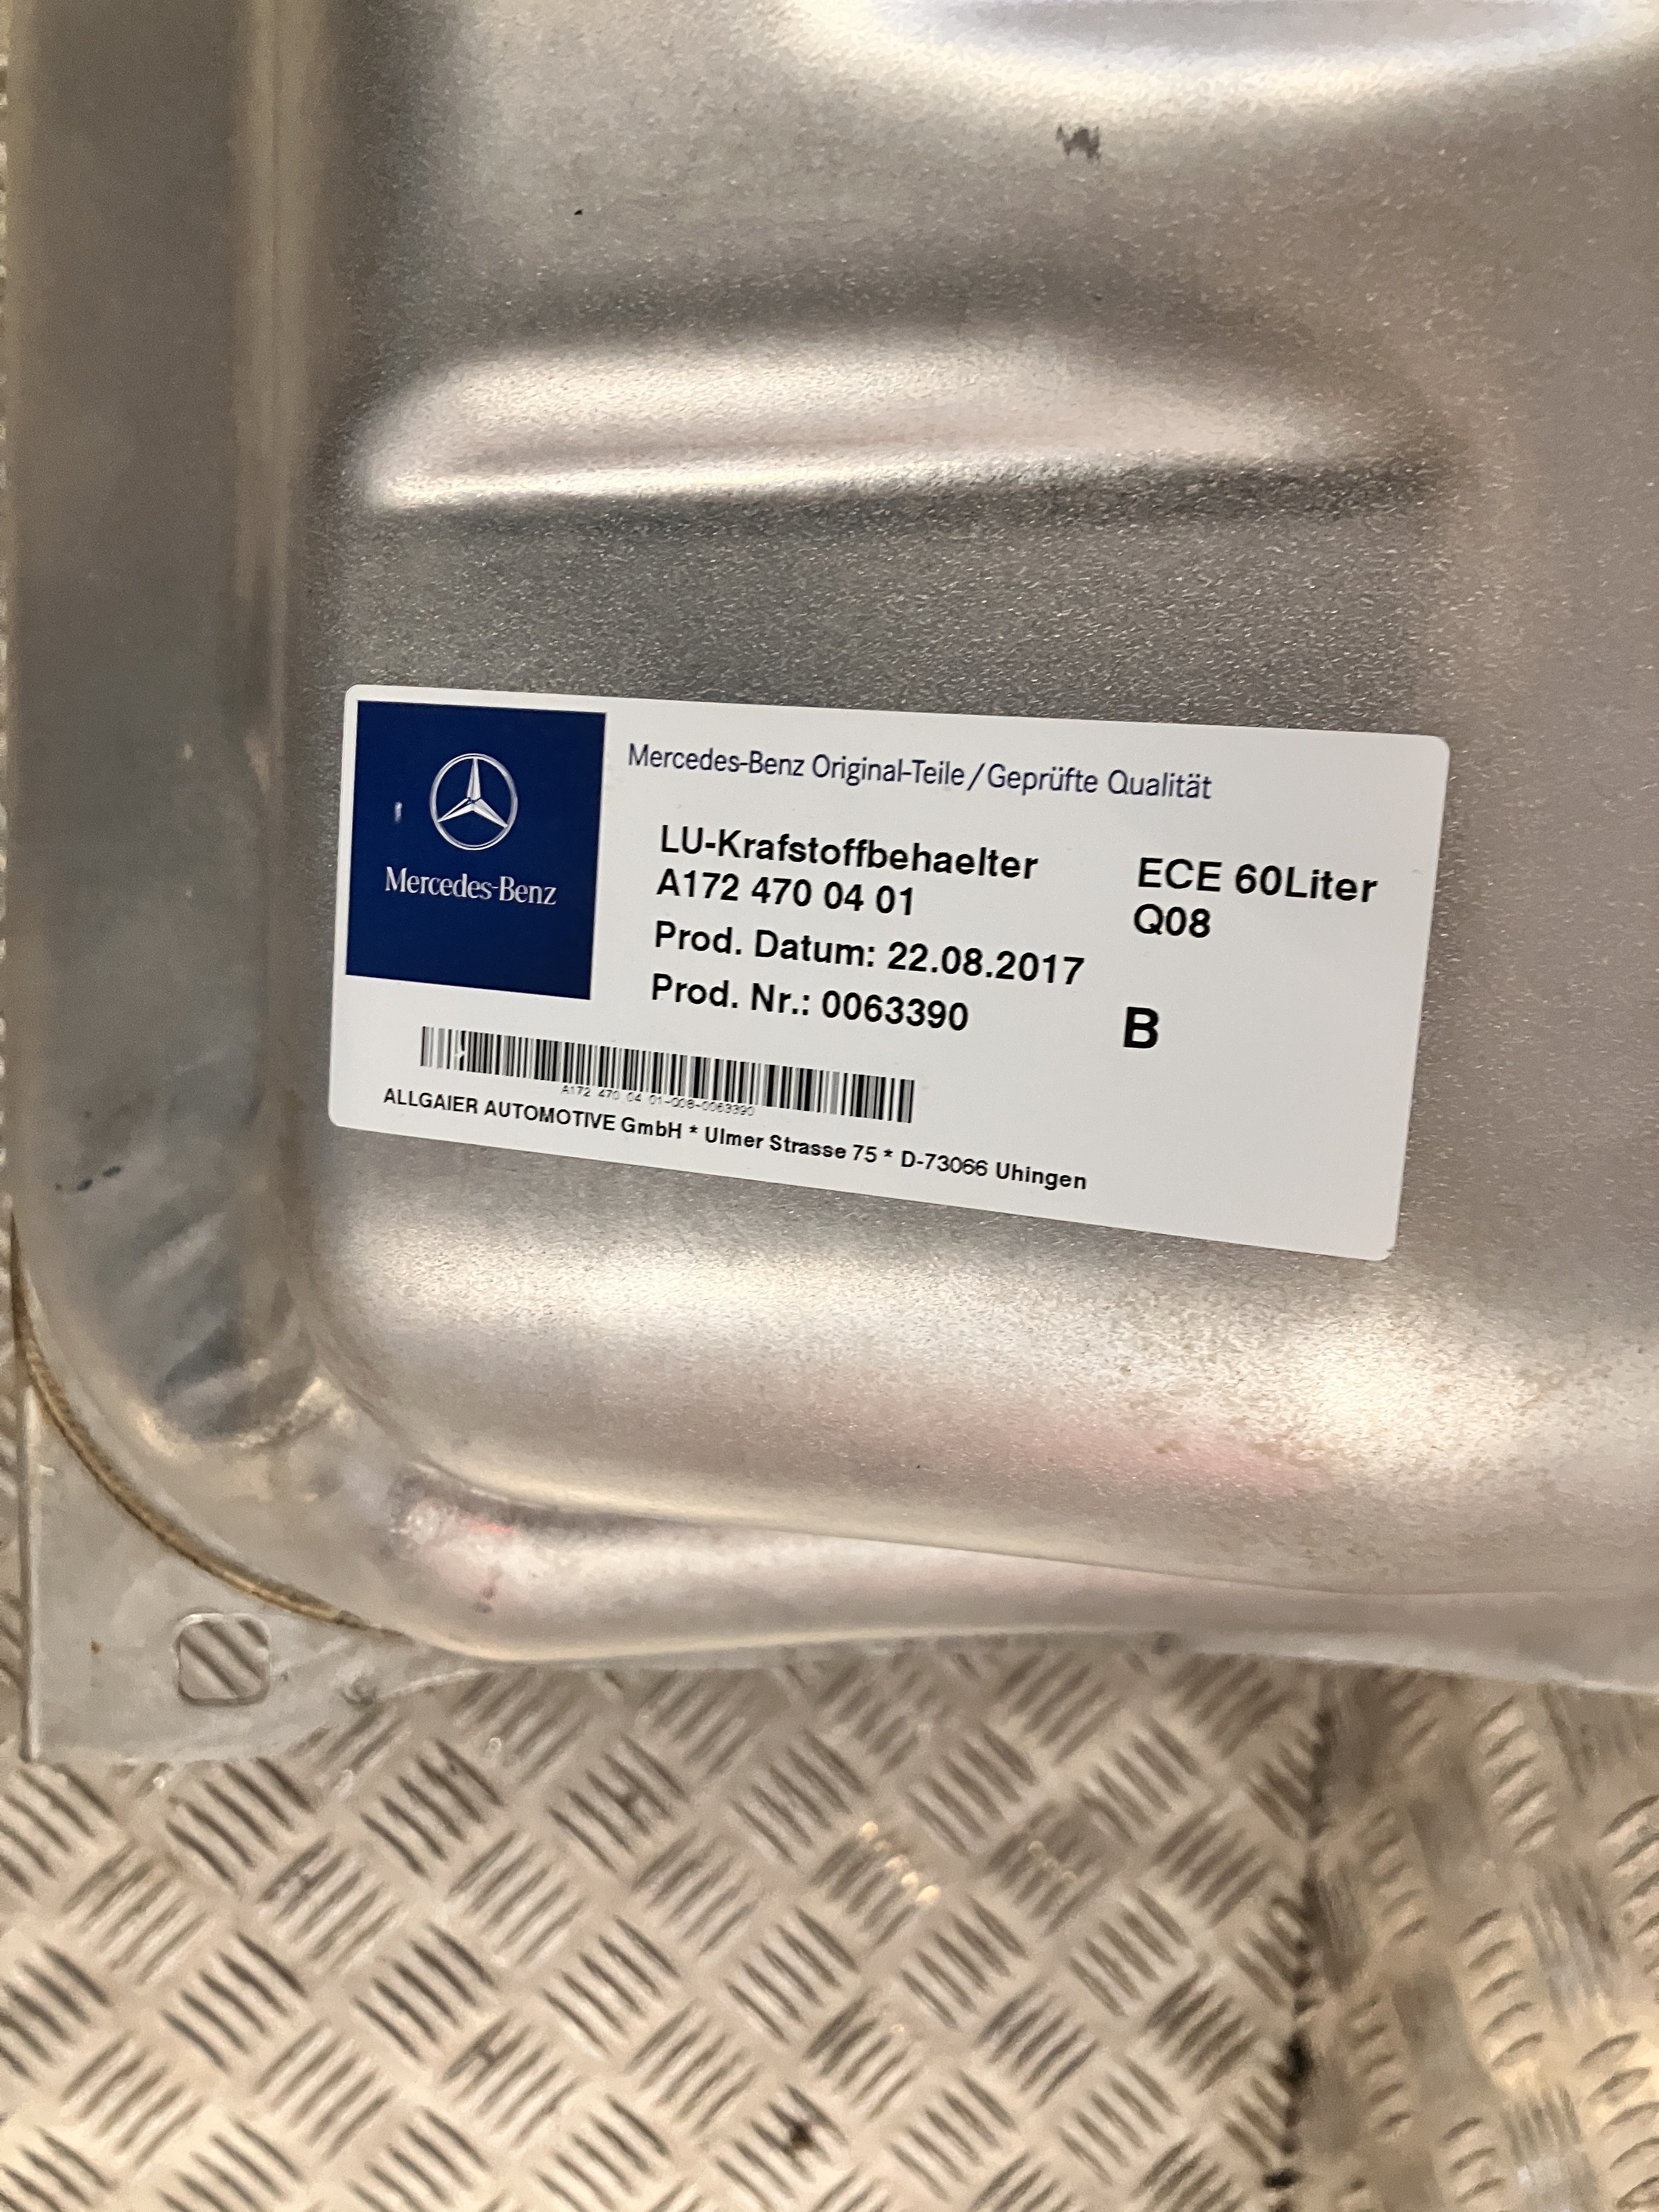 Mercedes-Benz
Mercedes-Benz Original-Teile/Geprüfte Qualität
LU-Krafstoffbehaelter
ECE 60Liter
A172 470 04 01
Q08
Prod. Datum: 22.08.2017
Prod. Nr.: 0063390
B
A172 470 04 01-008-0063390
ALLGAIER AUTOMOTIVE GmbH * Ulmer Strasse 75 * D-73066 Uhingen